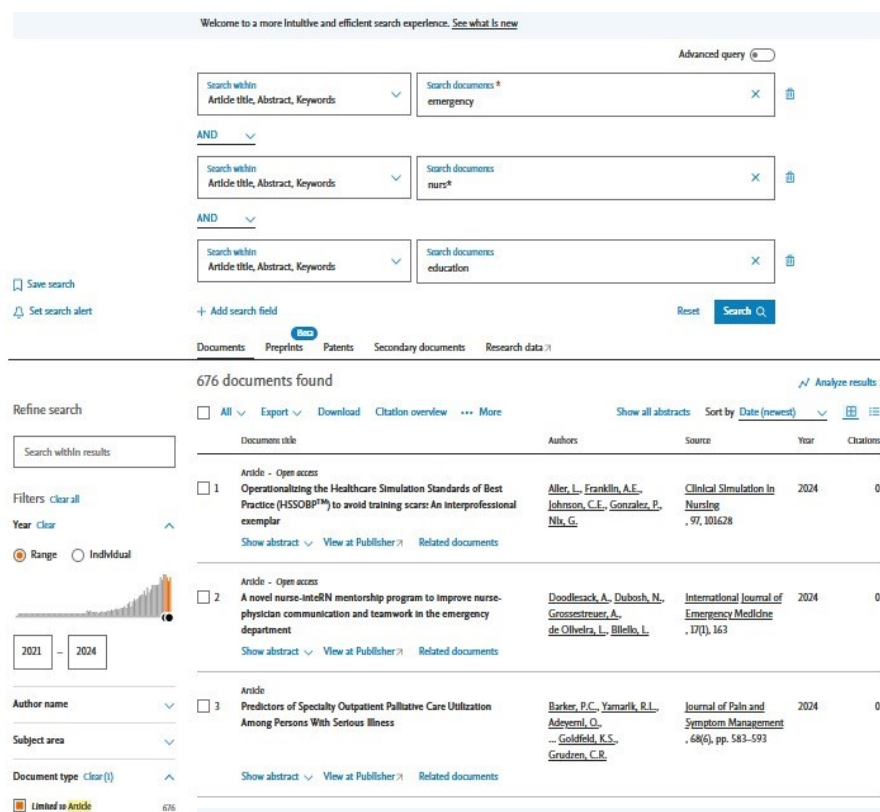 Welcome to a more intuitive and efficient search experience. See what is new
Advanced query
Search within
Article title, Abstract, Keywords
Search documents *
emergency
AND
Search within
Article title, Abstract, Keywords
Search documents
nurs*
AND
Search within
Article title, Abstract, Keywords
Search documents
education
Save search
Set search alert
+ Add search field
Reset
Search
Beta
Documents Preprints Patents Secondary documents Research data
676 documents found
Analyze results
Refine search
All Export Download Citation overview ••• More
Show all abstracts Sort by Date (newest)
Search within results
Document title Authors Source Year Citations
Filters Clear all
Year Clear
Range Individual
2021 – 2024
Author name
Subject area
Document type Clear (1)
Limited to Article 676
Article • Open access
1
Operationalizing the Healthcare Simulation Standards of Best
Practice (HSSOBP™) to avoid training scars: An interprofessional
exemplar
Aller, L., Franklin, A.E.,
Johnson, C.E., Gonzalez, P.,
Nix, G.
Clinical Simulation in
Nursing
, 97, 101628
2024
0
Show abstract View at Publisher Related documents
Article • Open access
2
A novel nurse-inteRN mentorship program to improve nurse-
physician communication and teamwork in the emergency
department
Doodlesack, A., Dubosh, N.,
Grossestreuer, A.,
de Oliveira, L., Bilello, L.
International Journal of
Emergency Medicine
, 17(1), 163
2024
0
Show abstract View at Publisher Related documents
Article
3
Predictors of Specialty Outpatient Palliative Care Utilization
Among Persons With Serious Illness
Barker, P.C., Yamarik, R.L.,
Adeyemi, O.,
... Goldfeld, K.S.,
Grudzen, C.R.
Journal of Pain and
Symptom Management
, 68(6), pp. 583–593
2024
0
Show abstract View at Publisher Related documents